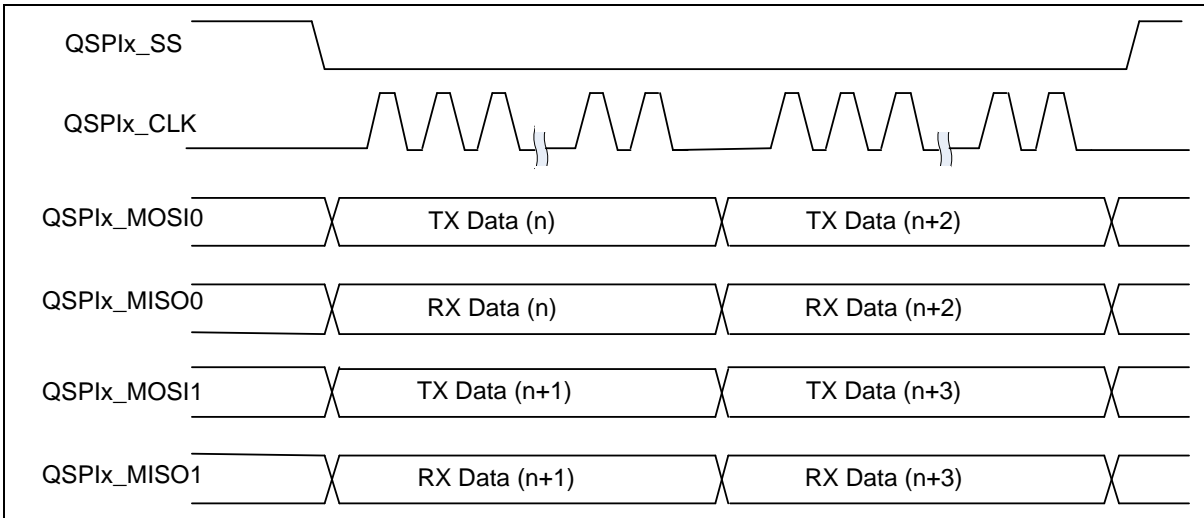 QSPIx_SS
QSPIx_CLK
QSPIx_MOSI0 TX Data (n) TX Data (n+2)
QSPIx_MISO0 RX Data (n) RX Data (n+2)
QSPIx_MOSI1 TX Data (n+1) TX Data (n+3)
QSPIx_MISO1 RX Data (n+1) RX Data (n+3)